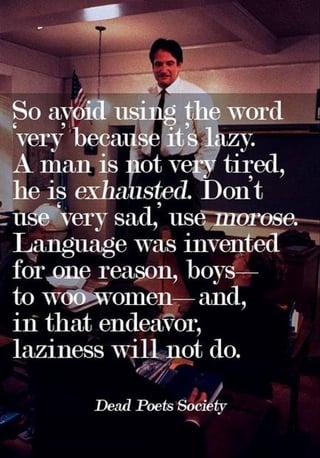 So avoid using the word
'very' because it's lazy.
A man is not very tired,
he is exhausted. Don't
use 'very sad,' use morose.
Language was invented
for one reason, boys—
to woo women—and,
in that endeavor,
laziness will not do.
Dead Poets Society